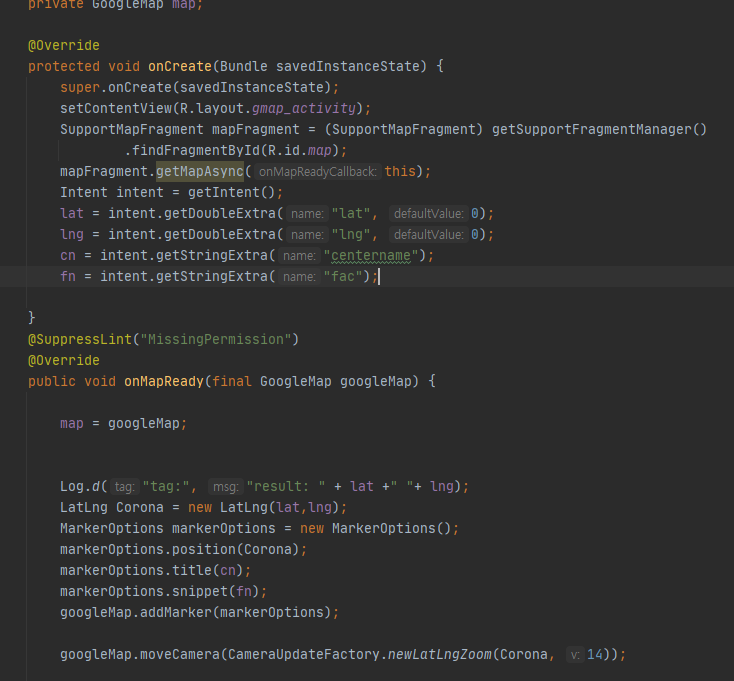 private GoogleMap map;
@Override
protected void onCreate(Bundle savedInstanceState) {
super.onCreate(savedInstanceState);
setContentView(R.layout.gmap_activity);
SupportMapFragment mapFragment = (SupportMapFragment) getSupportFragmentManager()
.findFragmentById(R.id.map);
mapFragment.getMapAsync( onMapReadyCallback: this);
Intent intent = getIntent();
lat = intent.getDoubleExtra( name: "lat", defaultValue: 0);
lng = intent.getDoubleExtra( name: "lng", defaultValue: 0);
cn = intent.getStringExtra( name: "centername");
fn = intent.getStringExtra( name: "fac");
}
@SuppressLint("MissingPermission")
@Override
public void onMapReady(final GoogleMap googleMap) {
map = googleMap;
Log.d( tag: "tag:", msg: "result: " + lat +" "+ lng);
LatLng Corona = new LatLng(lat,lng);
MarkerOptions markerOptions = new MarkerOptions();
markerOptions.position(Corona);
markerOptions.title(cn);
markerOptions.snippet(fn);
googleMap.addMarker(markerOptions);
googleMap.moveCamera(CameraUpdateFactory.newLatLngZoom(Corona, v: 14));